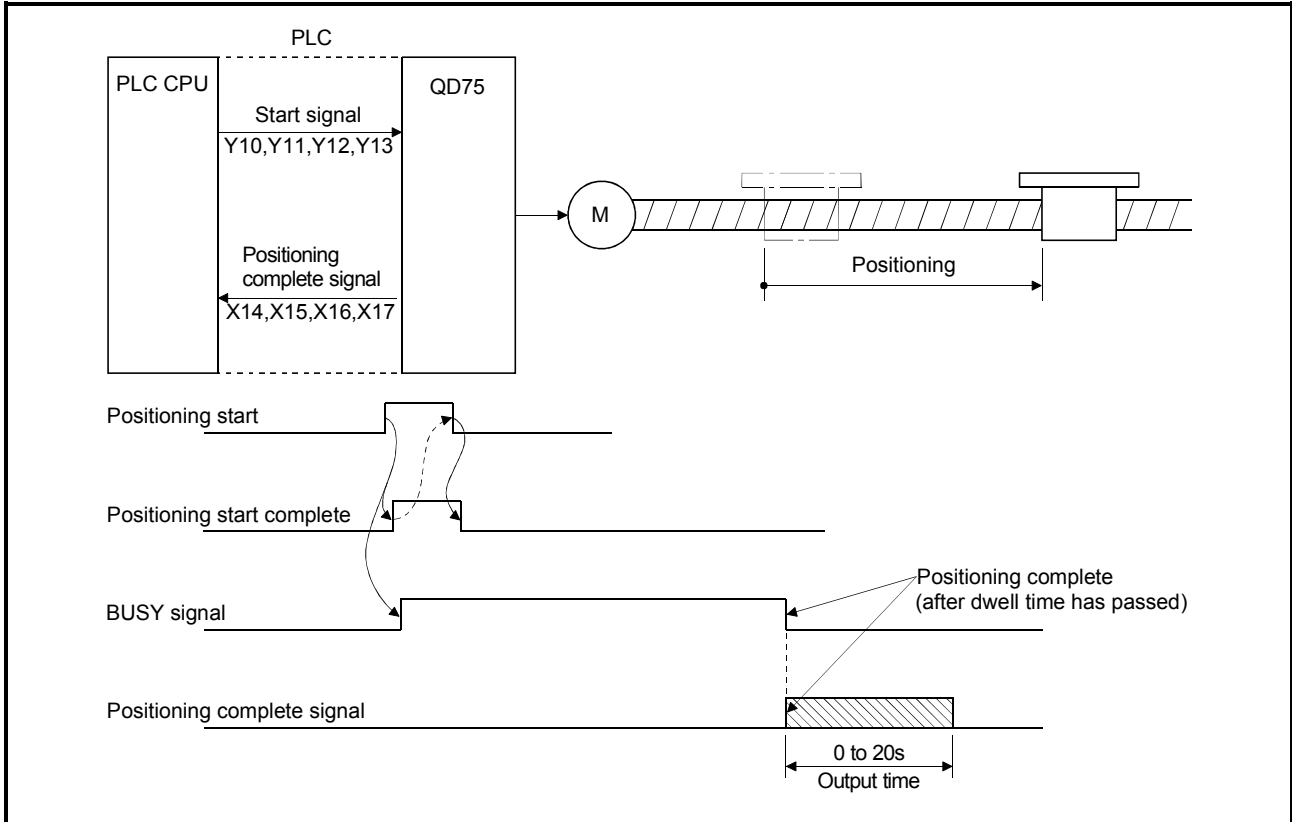 PLC
PLC CPU
QD75
Start signal
Y10,Y11,Y12,Y13
M
Positioning
Positioning
complete signal
X14,X15,X16,X17
Positioning start
Positioning start complete
BUSY signal
Positioning complete
(after dwell time has passed)
Positioning complete signal
0 to 20s
Output time